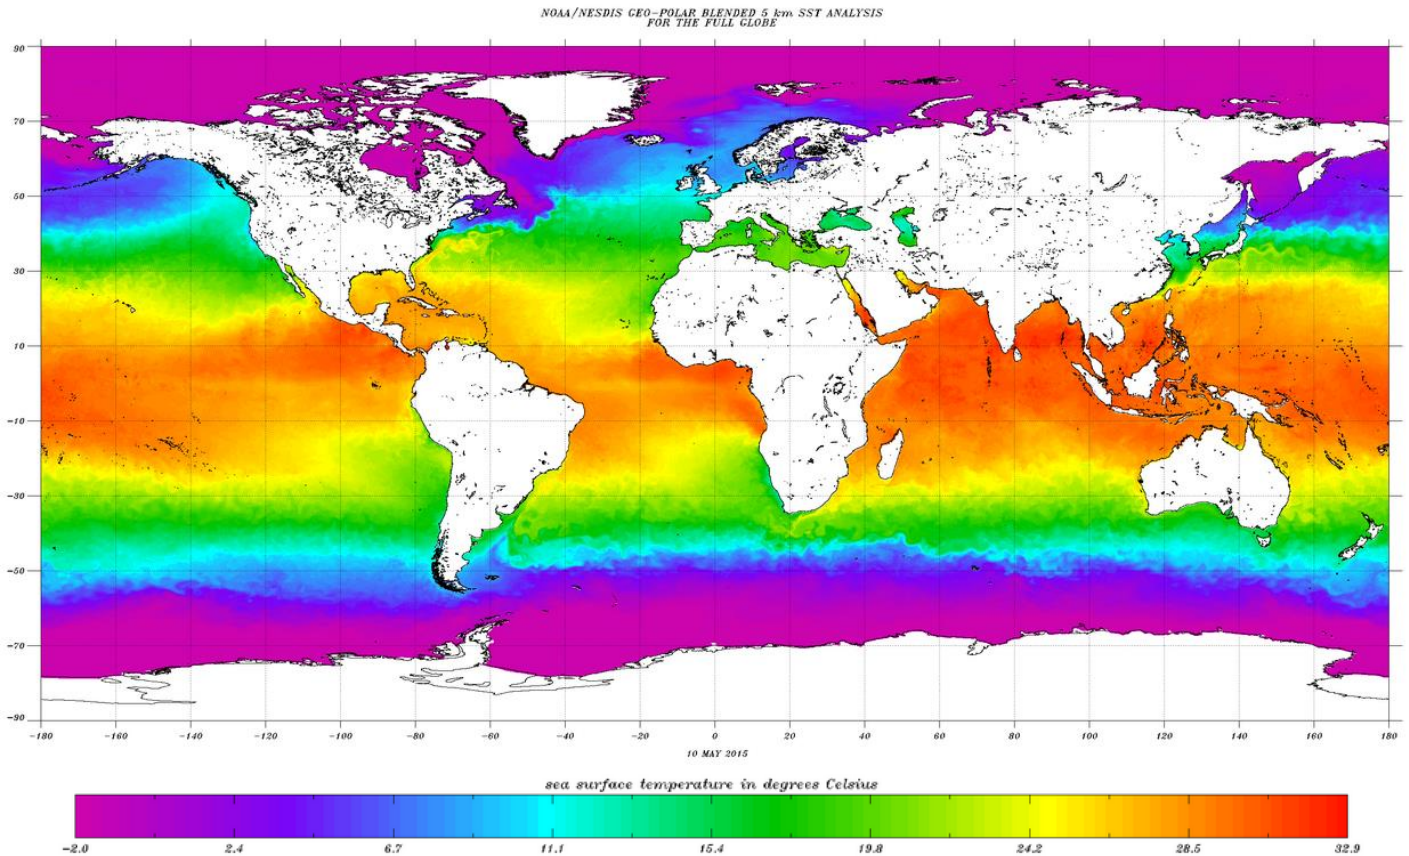 NOAA/NESDIS GEO-POLAR BLENDED 5 km SST ANALYSIS
FOR THE FULL GLOBE
90
70
50
30
10
-10
-30
-50
-70
-90
-180 -160 -140 -120 -100 -80 -60 -40 -20 0 20 40 60 80 100 120 140 160 180
10 MAY 2015
sea surface temperature in degrees Celsius
-2.0 2.4 6.7 11.1 15.4 19.8 24.2 28.5 32.9